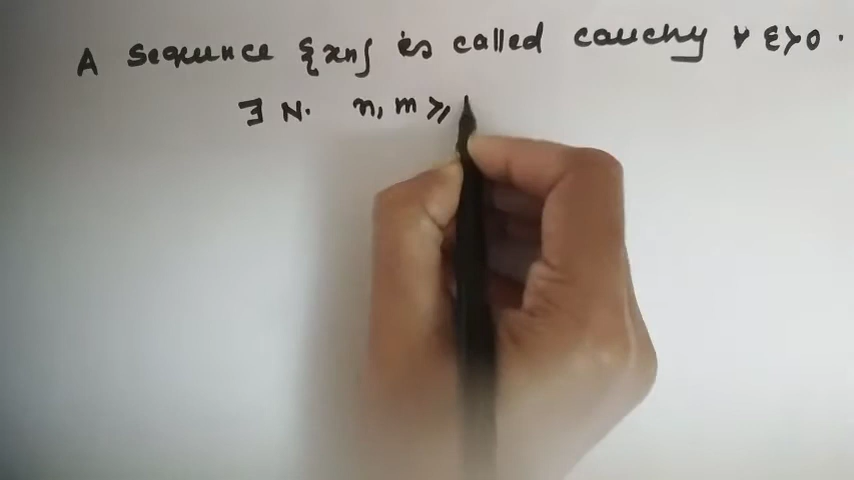 A sequence {xn} is called cauchy ∀ ε>0.
∃ N. n, m ≥